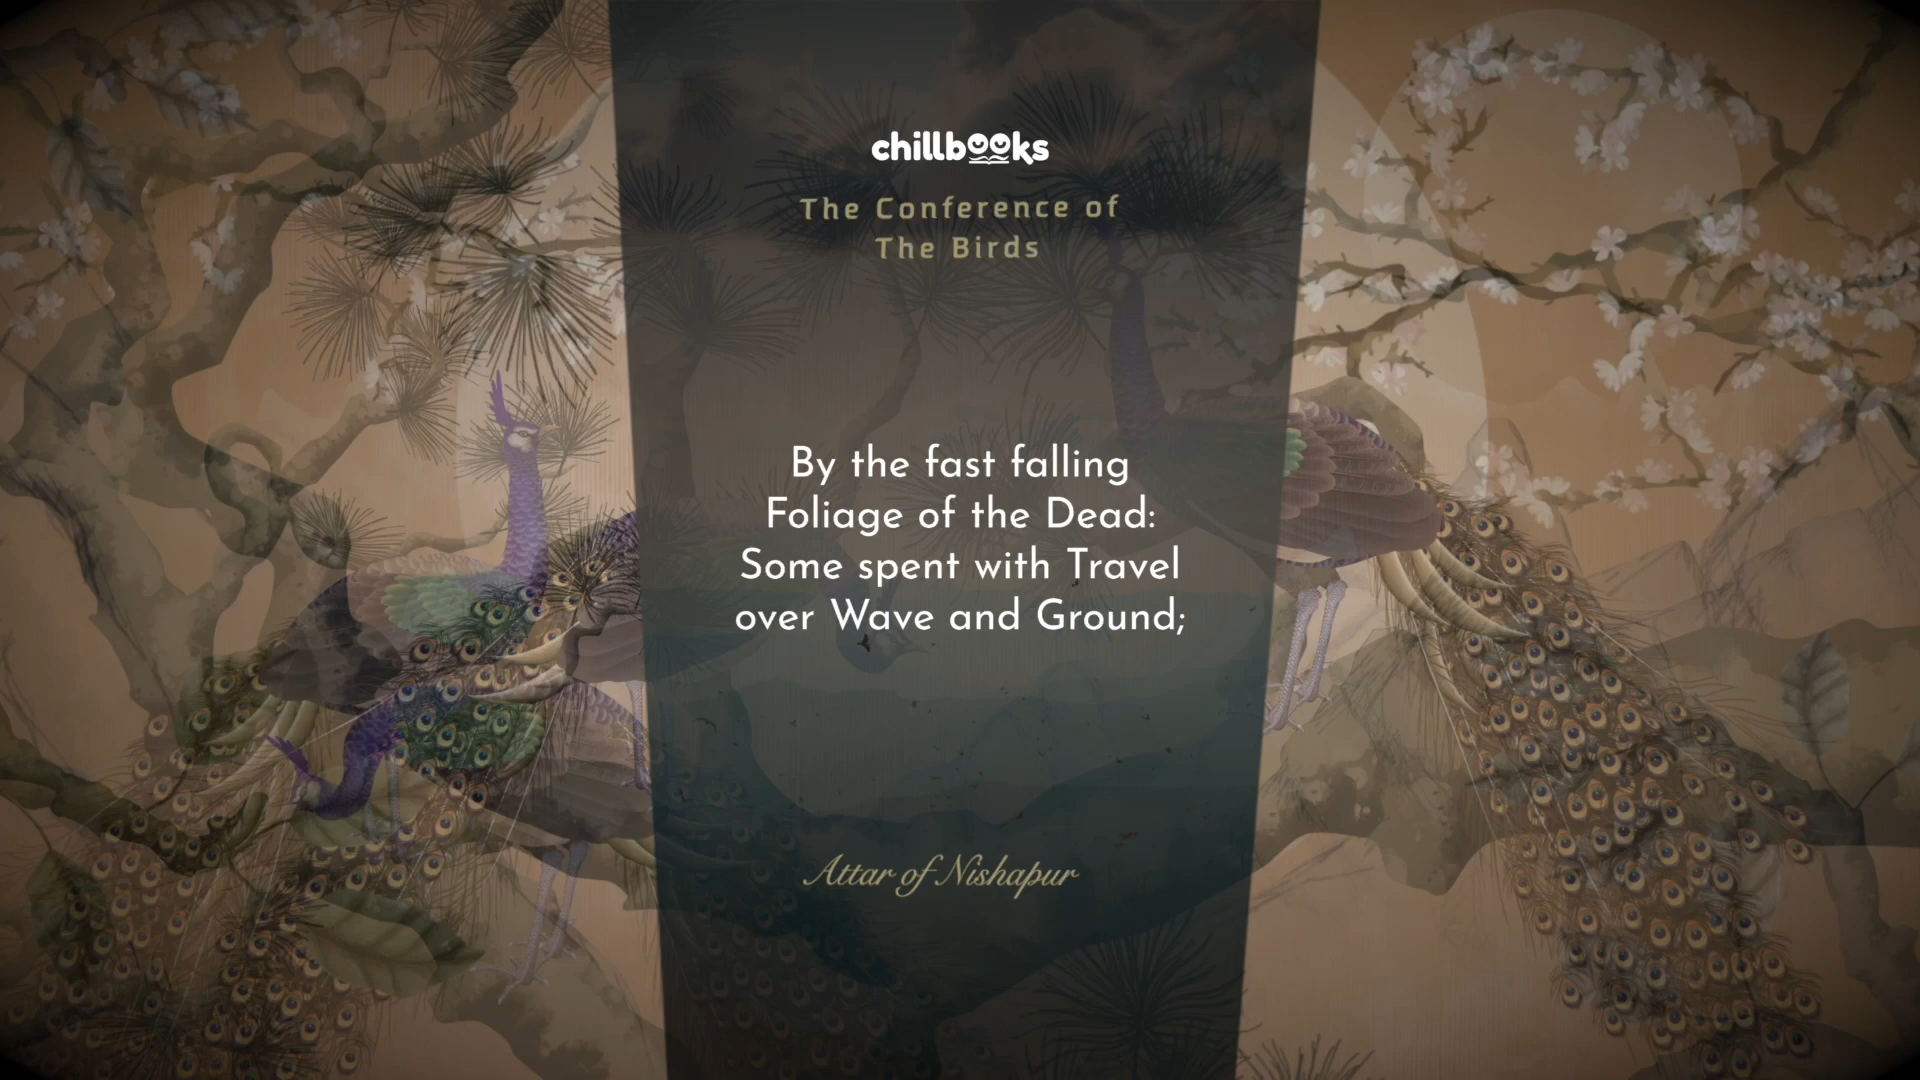 chillbooks
The Conference of
The Birds
By the fast falling
Foliage of the Dead:
Some spent with Travel
over Wave and Ground;
Attar of Nishapur